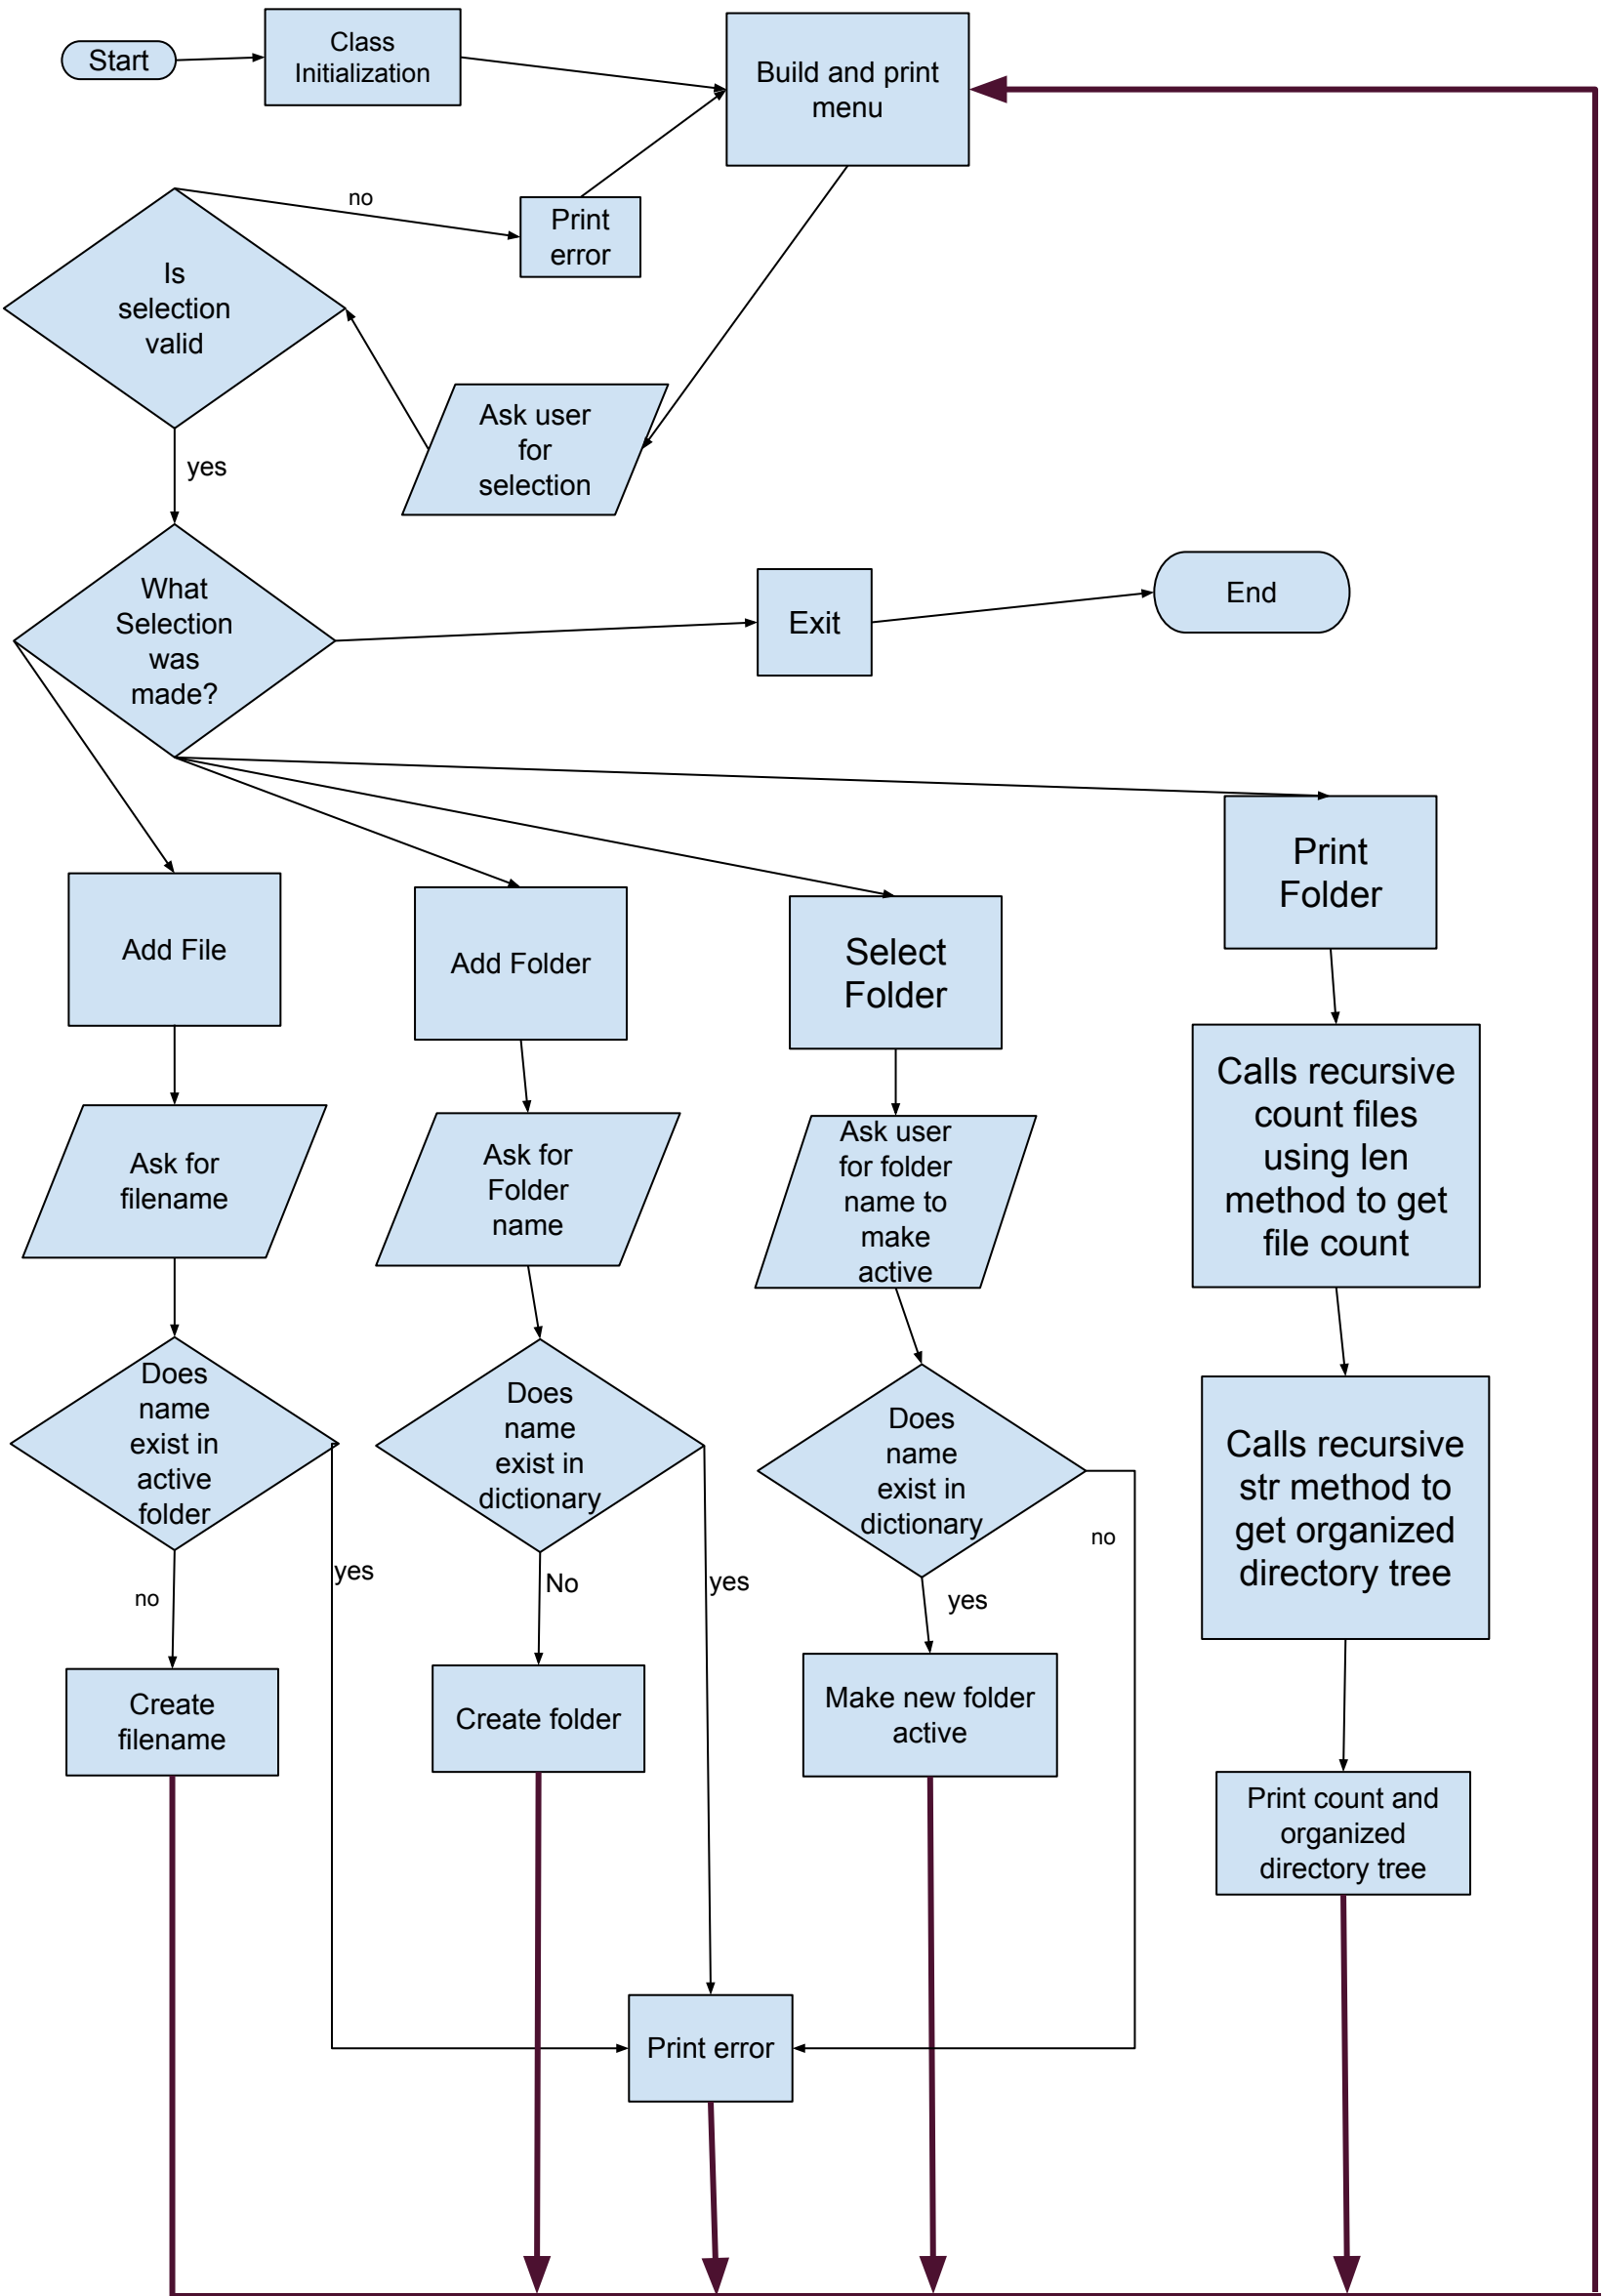 Start
Class
Initialization
Build and print
menu
no
Print
error
Is
selection
valid
Ask user
for
selection
yes
What
Selection
was
made?
Exit
End
Print
Folder
Add File
Add Folder
Select
Folder
Calls recursive
count files
using len
method to get
file count
Ask for
filename
Ask for
Folder
name
Ask user
for folder
name to
make
active
Does
name
exist in
active
folder
Does
name
exist in
dictionary
Does
name
exist in
dictionary
Calls recursive
str method to
get organized
directory tree
no
yes
No
yes
yes
no
Create
filename
Create folder
Make new folder
active
Print count and
organized
directory tree
Print error